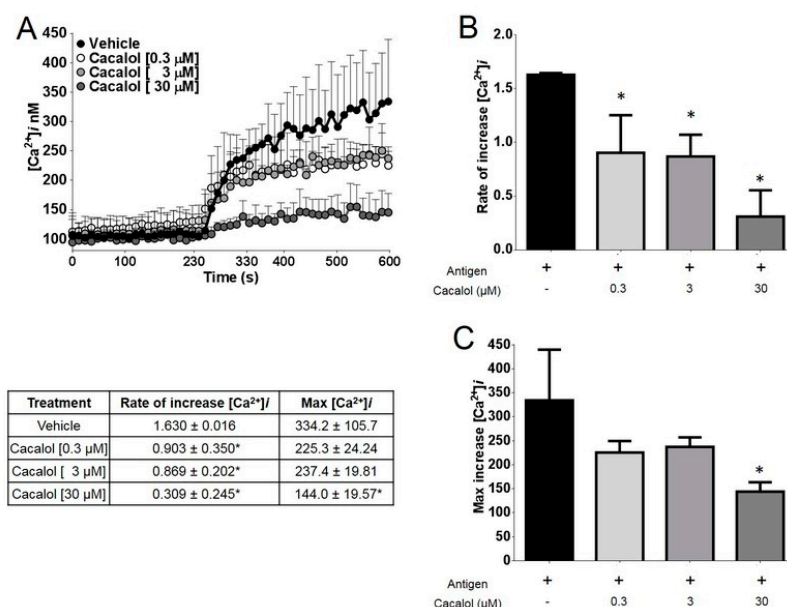 A
450
400
350
300
250
200
150
100
[Ca²⁺]i nM
Vehicle
Cacalol [0.3 µM]
Cacalol [ 3 µM]
Cacalol [ 30 µM]
0 100 230 330 400 500 600
Time (s)
B
2.0
1.5
1.0
0.5
0.0
Rate of increase [Ca²⁺]i
* * *
Antigen + + + +
Cacalol (µM) - 0.3 3 30
Treatment Rate of increase [Ca²⁺]i Max [Ca²⁺]i
Vehicle 1.630 ± 0.016 334.2 ± 105.7
Cacalol [0.3 µM] 0.903 ± 0.350* 225.3 ± 24.24
Cacalol [ 3 µM] 0.869 ± 0.202* 237.4 ± 19.81
Cacalol [30 µM] 0.309 ± 0.245* 144.0 ± 19.57*
C
450
400
350
300
250
200
150
100
50
0
Max increase [Ca²⁺]i
*
Antigen + + + +
Cacalol (µM) - 0.3 3 30